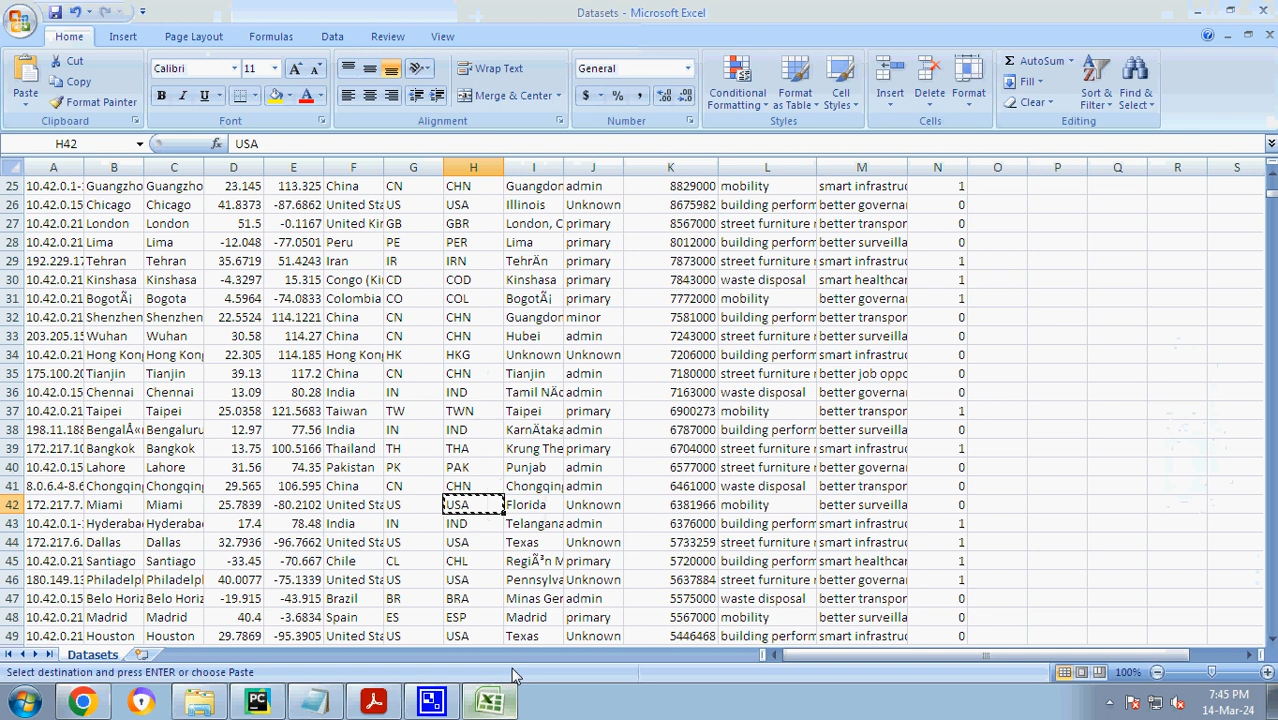 Datasets - Microsoft Excel
Home Insert Page Layout Formulas Data Review View
Cut Calibri 11 Wrap Text General AutoSum
Copy Fill
Paste Format Painter Merge & Center $ % , Conditional Formatting Format as Table Cell Styles Insert Delete Format Clear Sort & Filter Find & Select
Clipboard Font Alignment Number Styles Cells Editing
H42 fx USA
A B C D E F G H I J K L M N O P Q R S
25 10.42.0.1- Guangzho Guangzho 23.145 113.325 China CN CHN Guangdon admin 8829000 mobility smart infrastruc 1
26 10.42.0.15 Chicago Chicago 41.8373 -87.6862 United Sta US USA Illinois Unknown 8675982 building perform better governa 0
27 10.42.0.21 London London 51.5 -0.1167 United Kin GB GBR London, C primary 8567000 street furniture better transpor 0
28 10.42.0.21 Lima Lima -12.048 -77.0501 Peru PE PER Lima primary 8012000 building perform better surveilla 0
29 192.229.17 Tehran Tehran 35.6719 51.4243 Iran IR IRN TehrÄn primary 7873000 street furniture smart infrastruc 1
30 10.42.0.21 Kinshasa Kinshasa -4.3297 15.315 Congo (Ki CD COD Kinshasa primary 7843000 waste disposal smart healthcar 1
31 10.42.0.21 BogotÃ¡ Bogota 4.5964 -74.0833 Colombia CO COL BogotÃ¡ primary 7772000 mobility better governa 1
32 10.42.0.21 Shenzhen Shenzhen 22.5524 114.1221 China CN CHN Guangdon minor 7581000 building perform better transpor 0
33 203.205.15 Wuhan Wuhan 30.58 114.27 China CN CHN Hubei admin 7243000 street furniture better surveilla 0
34 10.42.0.21 Hong Kong Hong Kong 22.305 114.185 Hong Kong HK HKG Unknown Unknown 7206000 building perform smart infrastruc 0
35 175.100.20 Tianjin Tianjin 39.13 117.2 China CN CHN Tianjin admin 7180000 street furniture better job oppo 0
36 10.42.0.15 Chennai Chennai 13.09 80.28 India IN IND Tamil NÄc admin 7163000 waste disposal better governa 0
37 10.42.0.21 Taipei Taipei 25.0358 121.5683 Taiwan TW TWN Taipei primary 6900273 mobility better transpor 1
38 198.11.188 BengalÅ« Bengaluru 12.97 77.56 India IN IND KarnÄtaka admin 6787000 building perform better surveilla 0
39 172.217.10 Bangkok Bangkok 13.75 100.5166 Thailand TH THA Krung The primary 6704000 street furniture smart infrastruc 1
40 10.42.0.15 Lahore Lahore 31.56 74.35 Pakistan PK PAK Punjab admin 6577000 street furniture better governa 0
41 8.0.6.4-8.6 Chongqing Chongqing 29.565 106.595 China CN CHN Chongqing admin 6461000 waste disposal better transpor 0
42 172.217.7. Miami Miami 25.7839 -80.2102 United Sta US USA Florida Unknown 6381966 mobility better surveilla 0
43 10.42.0.1- Hyderabad Hyderabad 17.4 78.48 India IN IND Telangana admin 6376000 building perform smart infrastruc 0
44 172.217.6. Dallas Dallas 32.7936 -96.7662 United Sta US USA Texas Unknown 5733259 street furniture smart infrastruc 0
45 10.42.0.21 Santiago Santiago -33.45 -70.667 Chile CL CHL RegiÃ³n M primary 5720000 building perform smart healthcar 1
46 180.149.13 Philadelph Philadelph 40.0077 -75.1339 United Sta US USA Pennsylva Unknown 5637884 street furniture better governa 1
47 10.42.0.15 Belo Horiz Belo Horiz -19.915 -43.915 Brazil BR BRA Minas Ger admin 5575000 waste disposal better transpor 0
48 10.42.0.21 Madrid Madrid 40.4 -3.6834 Spain ES ESP Madrid primary 5567000 mobility better surveilla 0
49 10.42.0.21 Houston Houston 29.7869 -95.3905 United Sta US USA Texas Unknown 5446468 building perform smart infrastruc 0
Datasets
Select destination and press ENTER or choose Paste 100%
7:45 PM
14-Mar-24